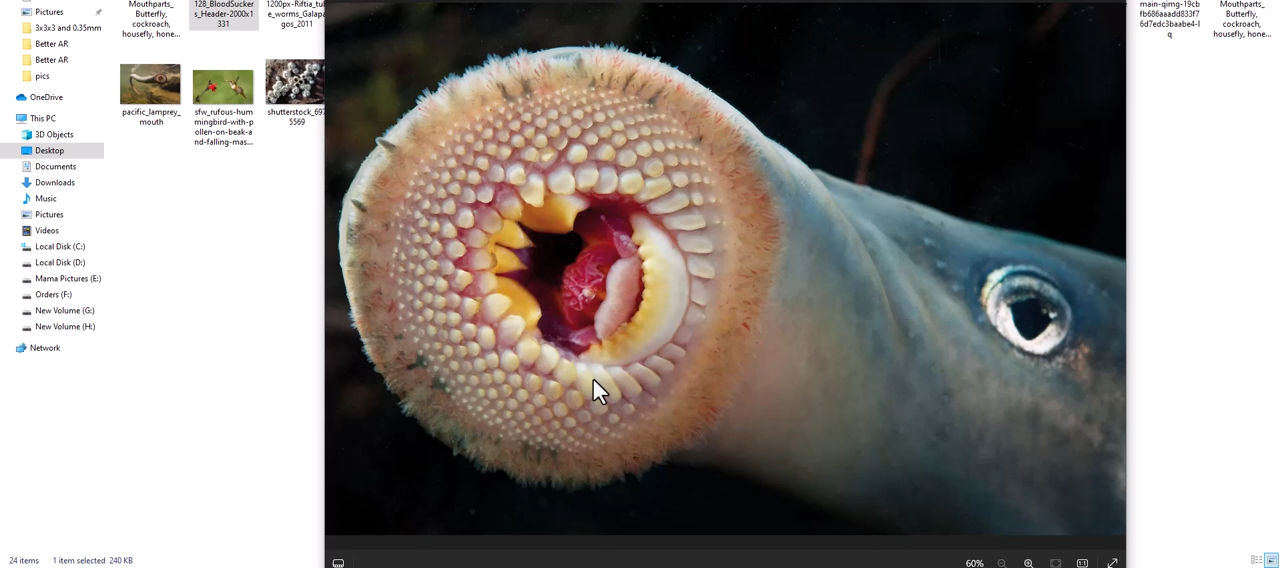 Pictures
3x3x3 and 0.35mm
Better AR
Better AR
pics
OneDrive
This PC
3D Objects
Desktop
Documents
Downloads
Music
Pictures
Videos
Local Disk (C:)
Local Disk (D:)
Mama Pictures (E:)
Orders (F:)
New Volume (G:)
New Volume (H:)
Network
24 items 1 item selected 240 KB
Mouthparts_
Butterfly,
cockroach,
housefly, hone...
128_BloodSucker
s_Header-2000x1
331
1200px-Riftia_tu
e_worms_Galap
gos_2011
pacific_lamprey_
mouth
sfw_rufous-hum
mingbird-with-p
ollen-on-beak-a
nd-falling-mas...
shutterstock_69
5569
main-qimg-19cb
fb686aaadd833f7
6d7edc3baabe4-l
q
Mouthparts_
Butterfly,
cockroach,
housefly, hone...
60%